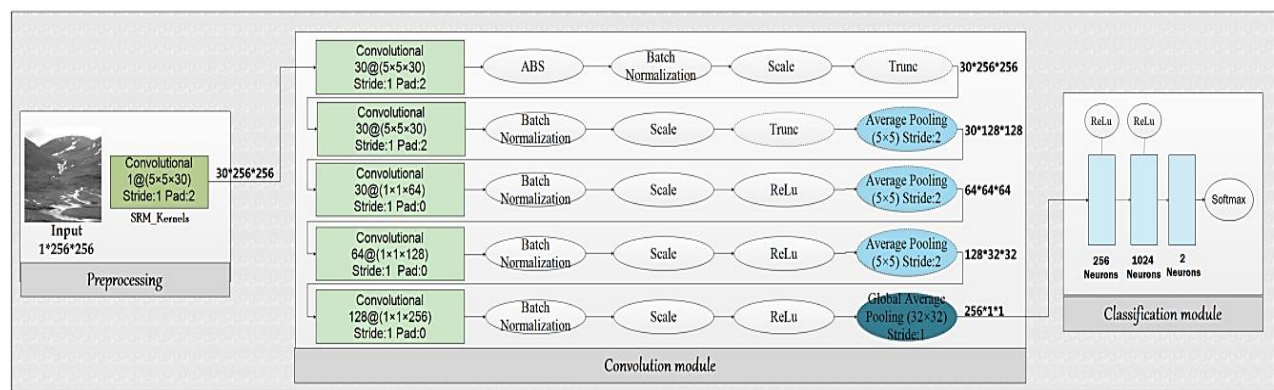 Input
1*256*256
Convolutional
1@(5×5×30)
Stride:1 Pad:2
SRM_Kernels
30*256*256
Preprocessing
Convolutional
30@(5×5×30)
Stride:1 Pad:2
ABS
Batch
Normalization
Scale
Trunc
30*256*256
Convolutional
30@(5×5×30)
Stride:1 Pad:2
Batch
Normalization
Scale
Trunc
Average Pooling
(5×5) Stride:2
30*128*128
Convolutional
30@(1×1×64)
Stride:1 Pad:0
Batch
Normalization
Scale
ReLu
Average Pooling
(5×5) Stride:2
64*64*64
Convolutional
64@(1×1×128)
Stride:1 Pad:0
Batch
Normalization
Scale
ReLu
Average Pooling
(5×5) Stride:2
128*32*32
Convolutional
128@(1×1×256)
Stride:1 Pad:0
Batch
Normalization
Scale
ReLu
Global Average
Pooling (32×32)
Stride:1
256*1*1
Convolution module
ReLu
ReLu
Softmax
256
Neurons
1024
Neurons
2
Neurons
Classification module